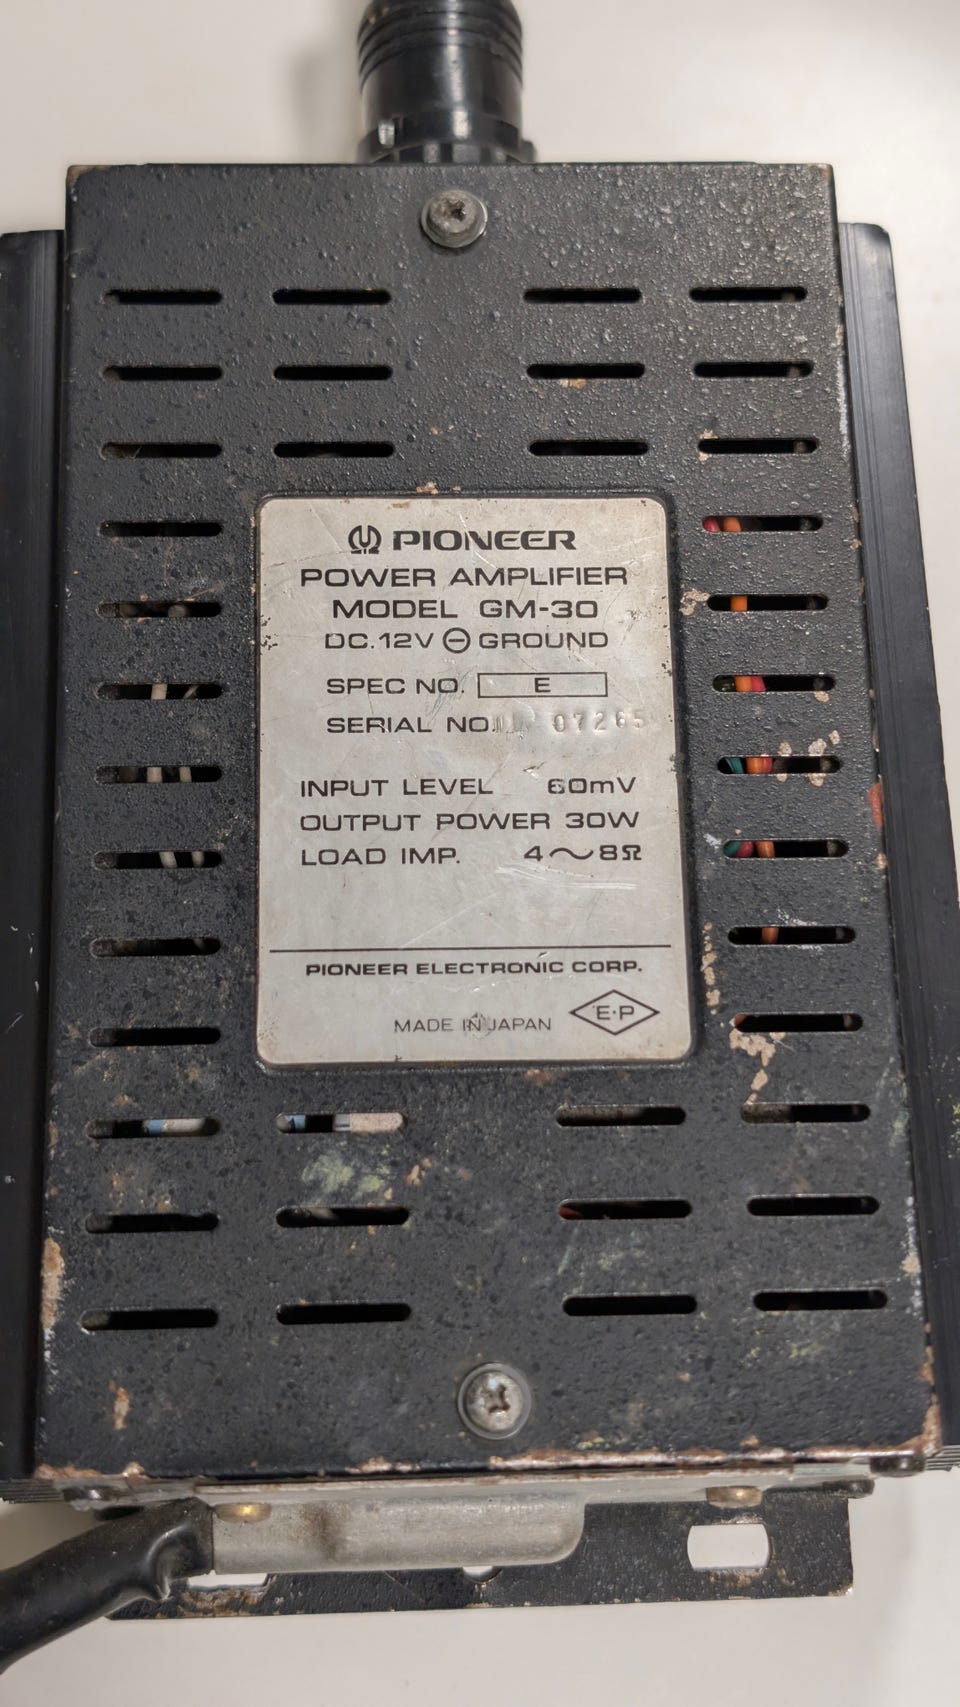 PIONEER
POWER AMPLIFIER
MODEL GM-30
DC.12V ⊖ GROUND
SPEC NO. E
SERIAL NO. 07265
INPUT LEVEL 60mV
OUTPUT POWER 30W
LOAD IMP. 4～8Ω
PIONEER ELECTRONIC CORP.
MADE IN JAPAN
E·P